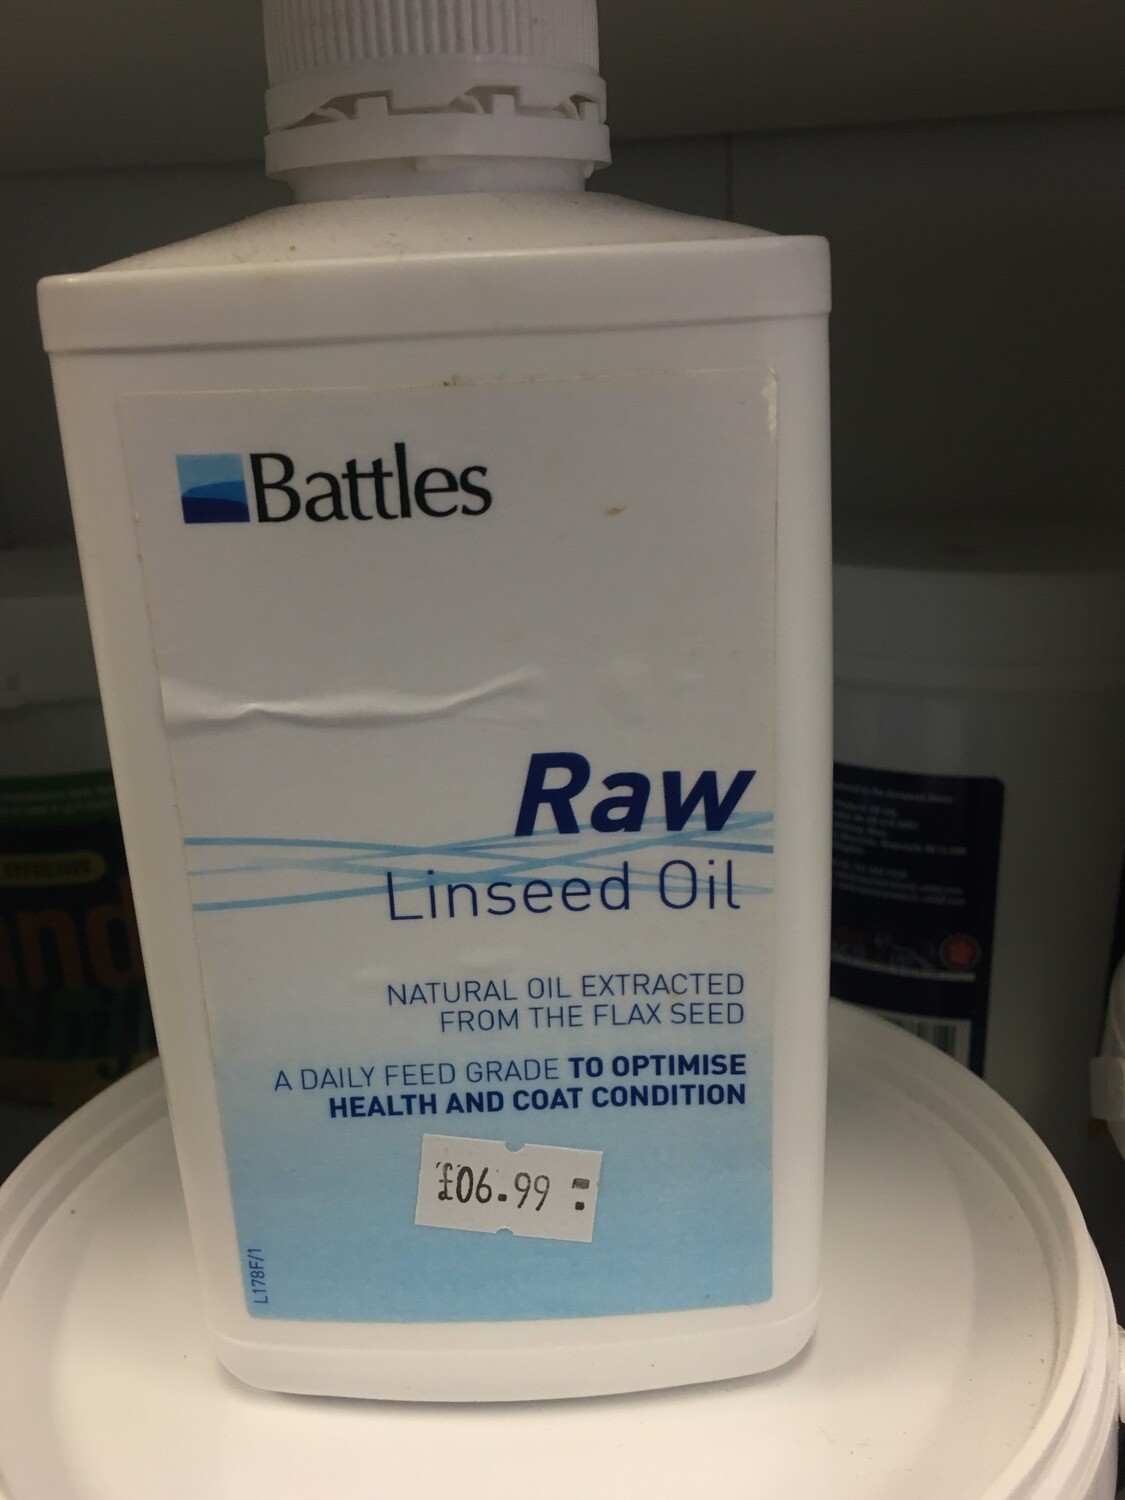 Battles
Raw
Linseed Oil
NATURAL OIL EXTRACTED
FROM THE FLAX SEED
A DAILY FEED GRADE TO OPTIMISE
HEALTH AND COAT CONDITION
£06.99
L178F/1
EFFECTIVE